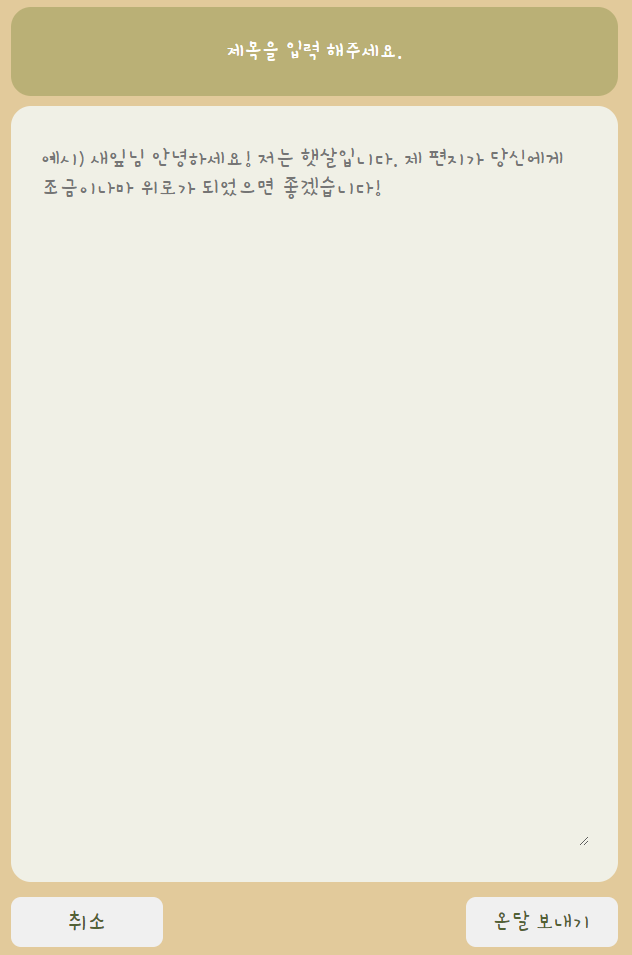 제목을 입력 해주세요.
예시) 새잎님 안녕하세요! 저는 햇살입니다. 제 편지가 당신에게
조금이나마 위로가 되었으면 좋겠습니다!
취소
온달 보내기